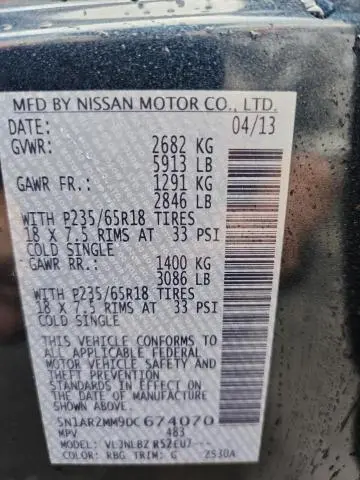 MFD BY NISSAN MOTOR CO., LTD.
DATE: 04/13
GVWR: 2682 KG
5913 LB
GAWR FR: 1291 KG
2846 LB
WITH P235/65R18 TIRES
18 X 7.5 RIMS AT 33 PSI
COLD SINGLE
GAWR RR: 1400 KG
3086 LB
WITH P235/65R18 TIRES
18 X 7.5 RIMS AT 33 PSI
COLD SINGLE
THIS VEHICLE CONFORMS TO
ALL APPLICABLE FEDERAL
MOTOR VEHICLE SAFETY AND
THEFT PREVENTION STANDARDS
IN EFFECT ON THE DATE OF
MANUFACTURE SHOWN ABOVE.
5N1AR2MM9DC674070
MPV 483
MODEL:
COLOR: RBG TRIM: G 2S30A